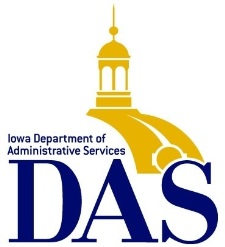 Iowa Department of
Administrative Services
DAS